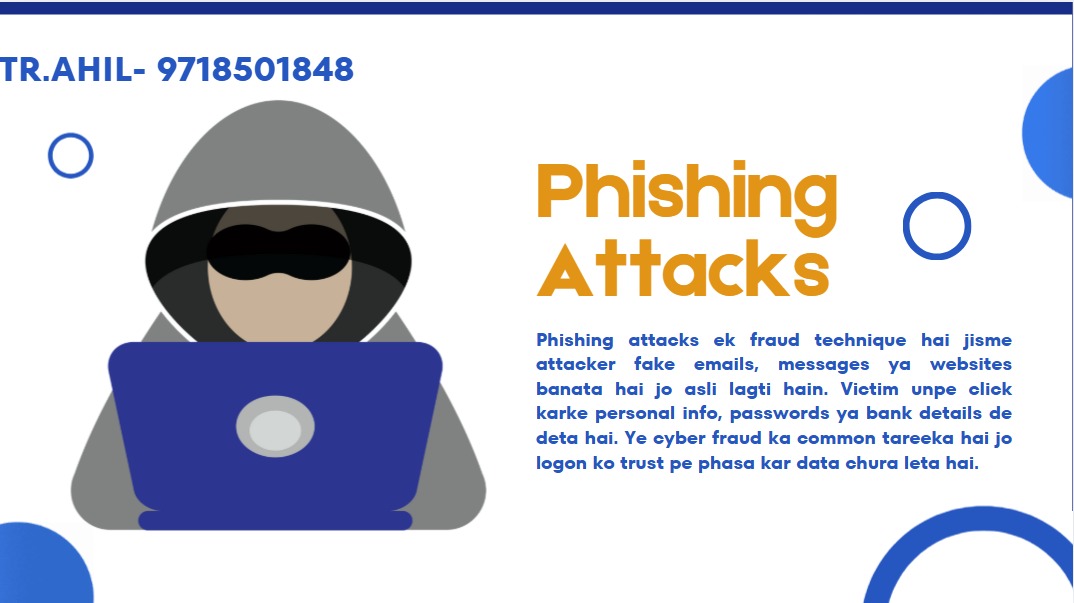 TR.AHIL- 9718501848
Phishing
Attacks
Phishing attacks ek fraud technique hai jisme
attacker fake emails, messages ya websites
banata hai jo asli lagti hain. Victim unpe click
karke personal info, passwords ya bank details de
deta hai. Ye cyber fraud ka common tareeka hai jo
logon ko trust pe phasa kar data chura leta hai.